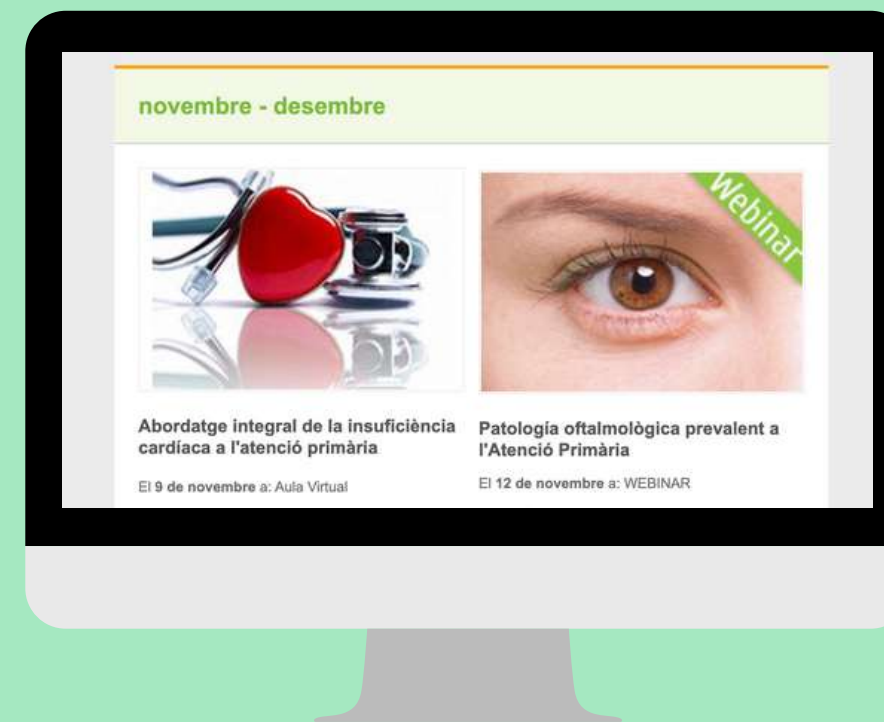 novembre - desembre
Webinar
Abordatge integral de la insuficiència
cardíaca a l'atenció primària
El 9 de novembre a: Aula Virtual
Patología oftalmològica prevalent a
l'Atenció Primària
El 12 de novembre a: WEBINAR